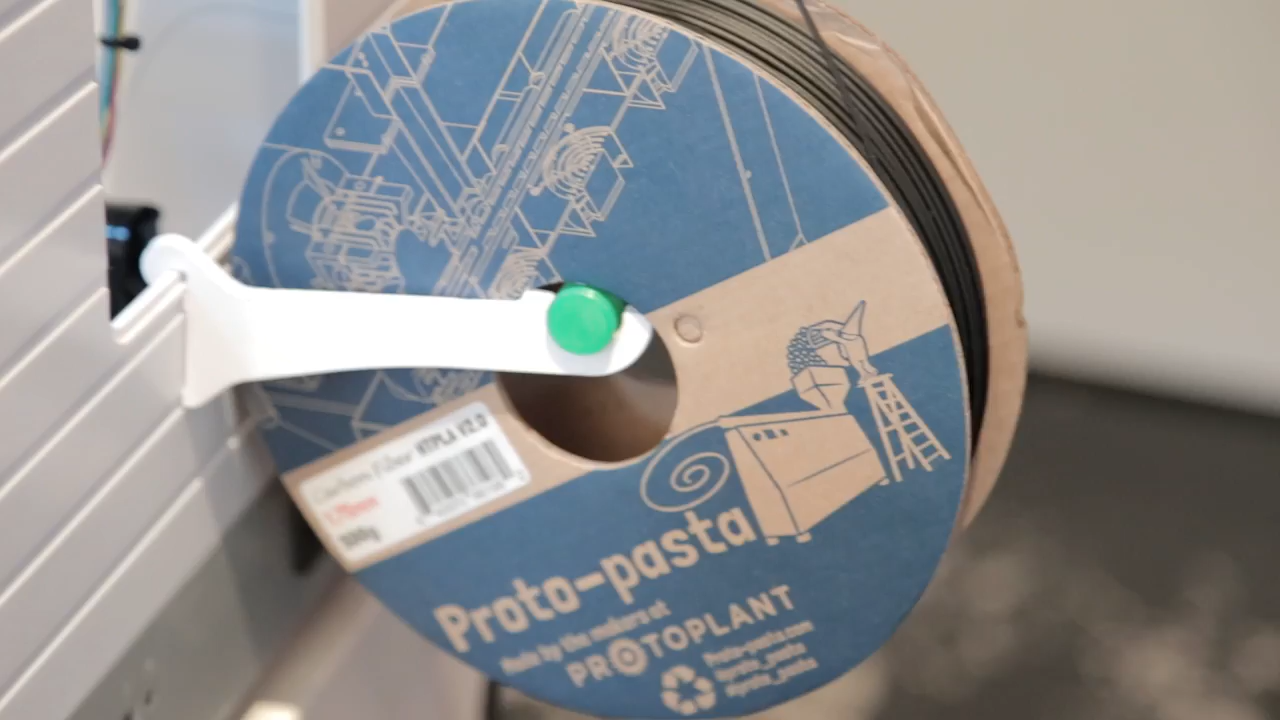 Carbon Fiber HTPLA V2.0
1.75mm
500g
Proto-pasta
Made by the makers at
PROTOPLANT
Proto-pasta.com
@proto_pasta